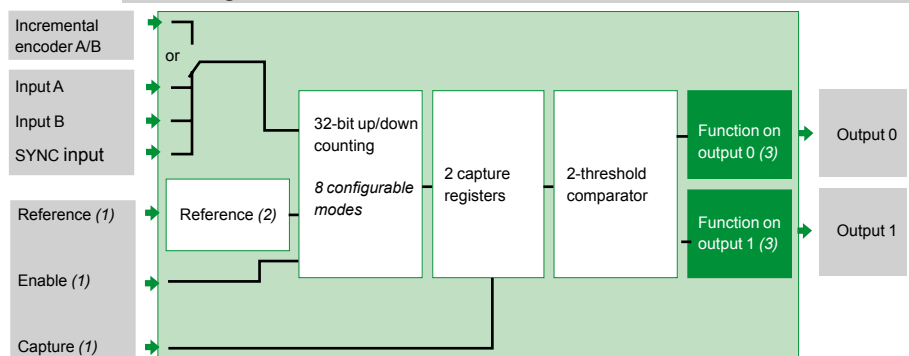 Incremental
encoder A/B
or
Input A
Input B
SYNC input
Reference (1)
Enable (1)
Capture (1)
Reference (2)
32-bit up/down
counting
8 configurable
modes
2 capture
registers
2-threshold
comparator
Function on
output 0 (3)
Function on
output 1 (3)
Output 0
Output 1